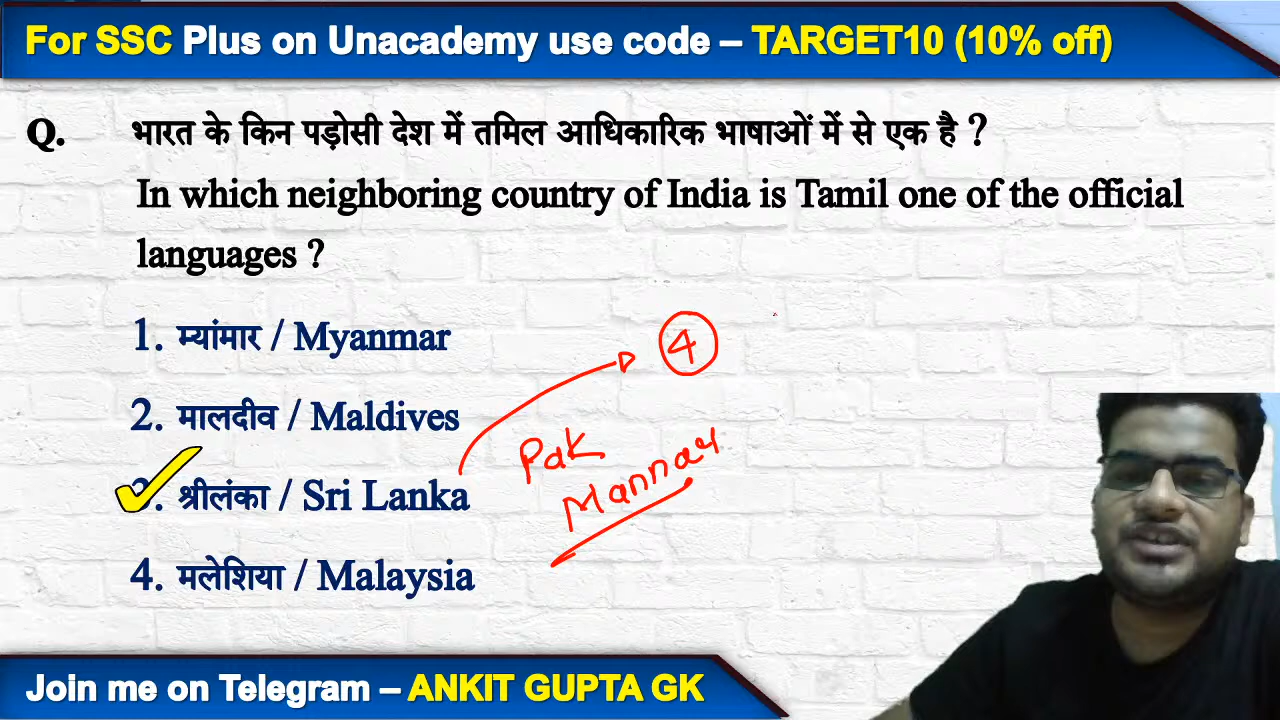 For SSC Plus on Unacademy use code – TARGET10 (10% off)
Q. भारत के किन पड़ोसी देश में तमिल आधिकारिक भाषाओं में से एक है ?
In which neighboring country of India is Tamil one of the official
languages ?
1. म्यांमार / Myanmar
4
2. मालदीव / Maldives
Pak
Mannar
3. श्रीलंका / Sri Lanka
4. मलेशिया / Malaysia
Join me on Telegram – ANKIT GUPTA GK